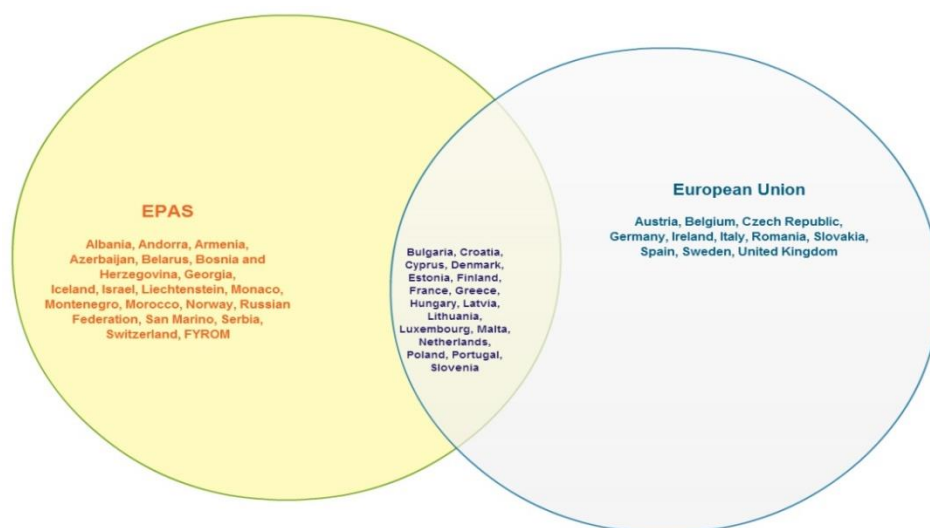 EPAS
Albania, Andorra, Armenia,
Azerbaijan, Belarus, Bosnia and
Herzegovina, Georgia,
Iceland, Israel, Liechtenstein, Monaco,
Montenegro, Morocco, Norway, Russian
Federation, San Marino, Serbia,
Switzerland, FYROM
Bulgaria, Croatia,
Cyprus, Denmark,
Estonia, Finland,
France, Greece,
Hungary, Latvia,
Lithuania,
Luxembourg, Malta,
Netherlands,
Poland, Portugal,
Slovenia
European Union
Austria, Belgium, Czech Republic,
Germany, Ireland, Italy, Romania, Slovakia,
Spain, Sweden, United Kingdom